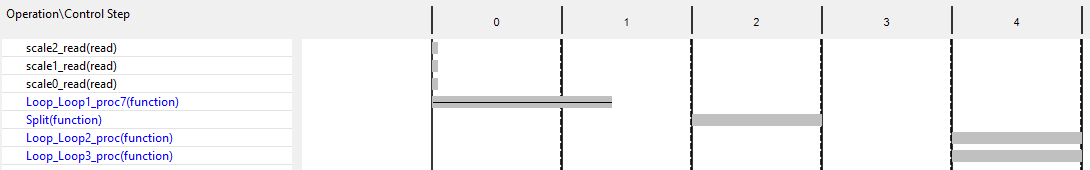 Operation\Control Step 0 1 2 3 4
scale2_read(read)
scale1_read(read)
scale0_read(read)
Loop_Loop1_proc7(function)
Split(function)
Loop_Loop2_proc(function)
Loop_Loop3_proc(function)